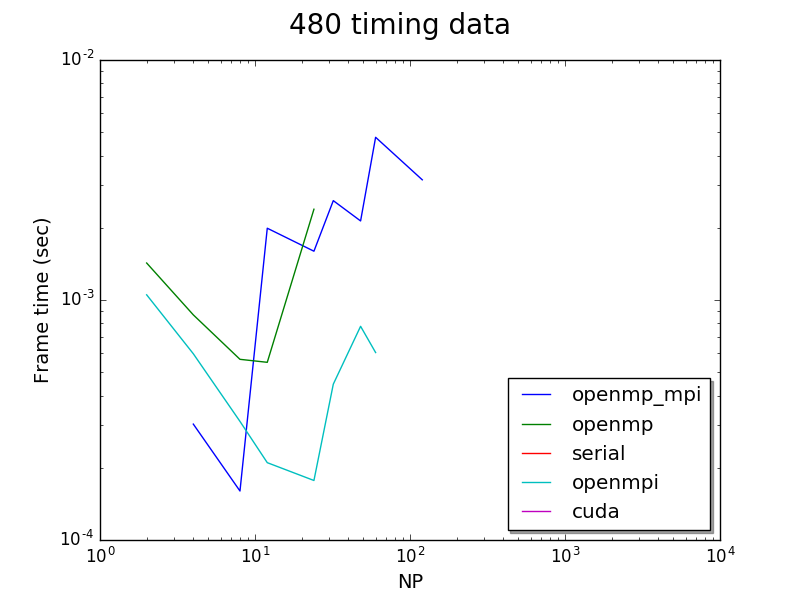 480 timing data
10^-2
10^-3
10^-4
Frame time (sec)
openmp_mpi
openmp
serial
openmpi
cuda
10^0 10^1 10^2 10^3 10^4
NP